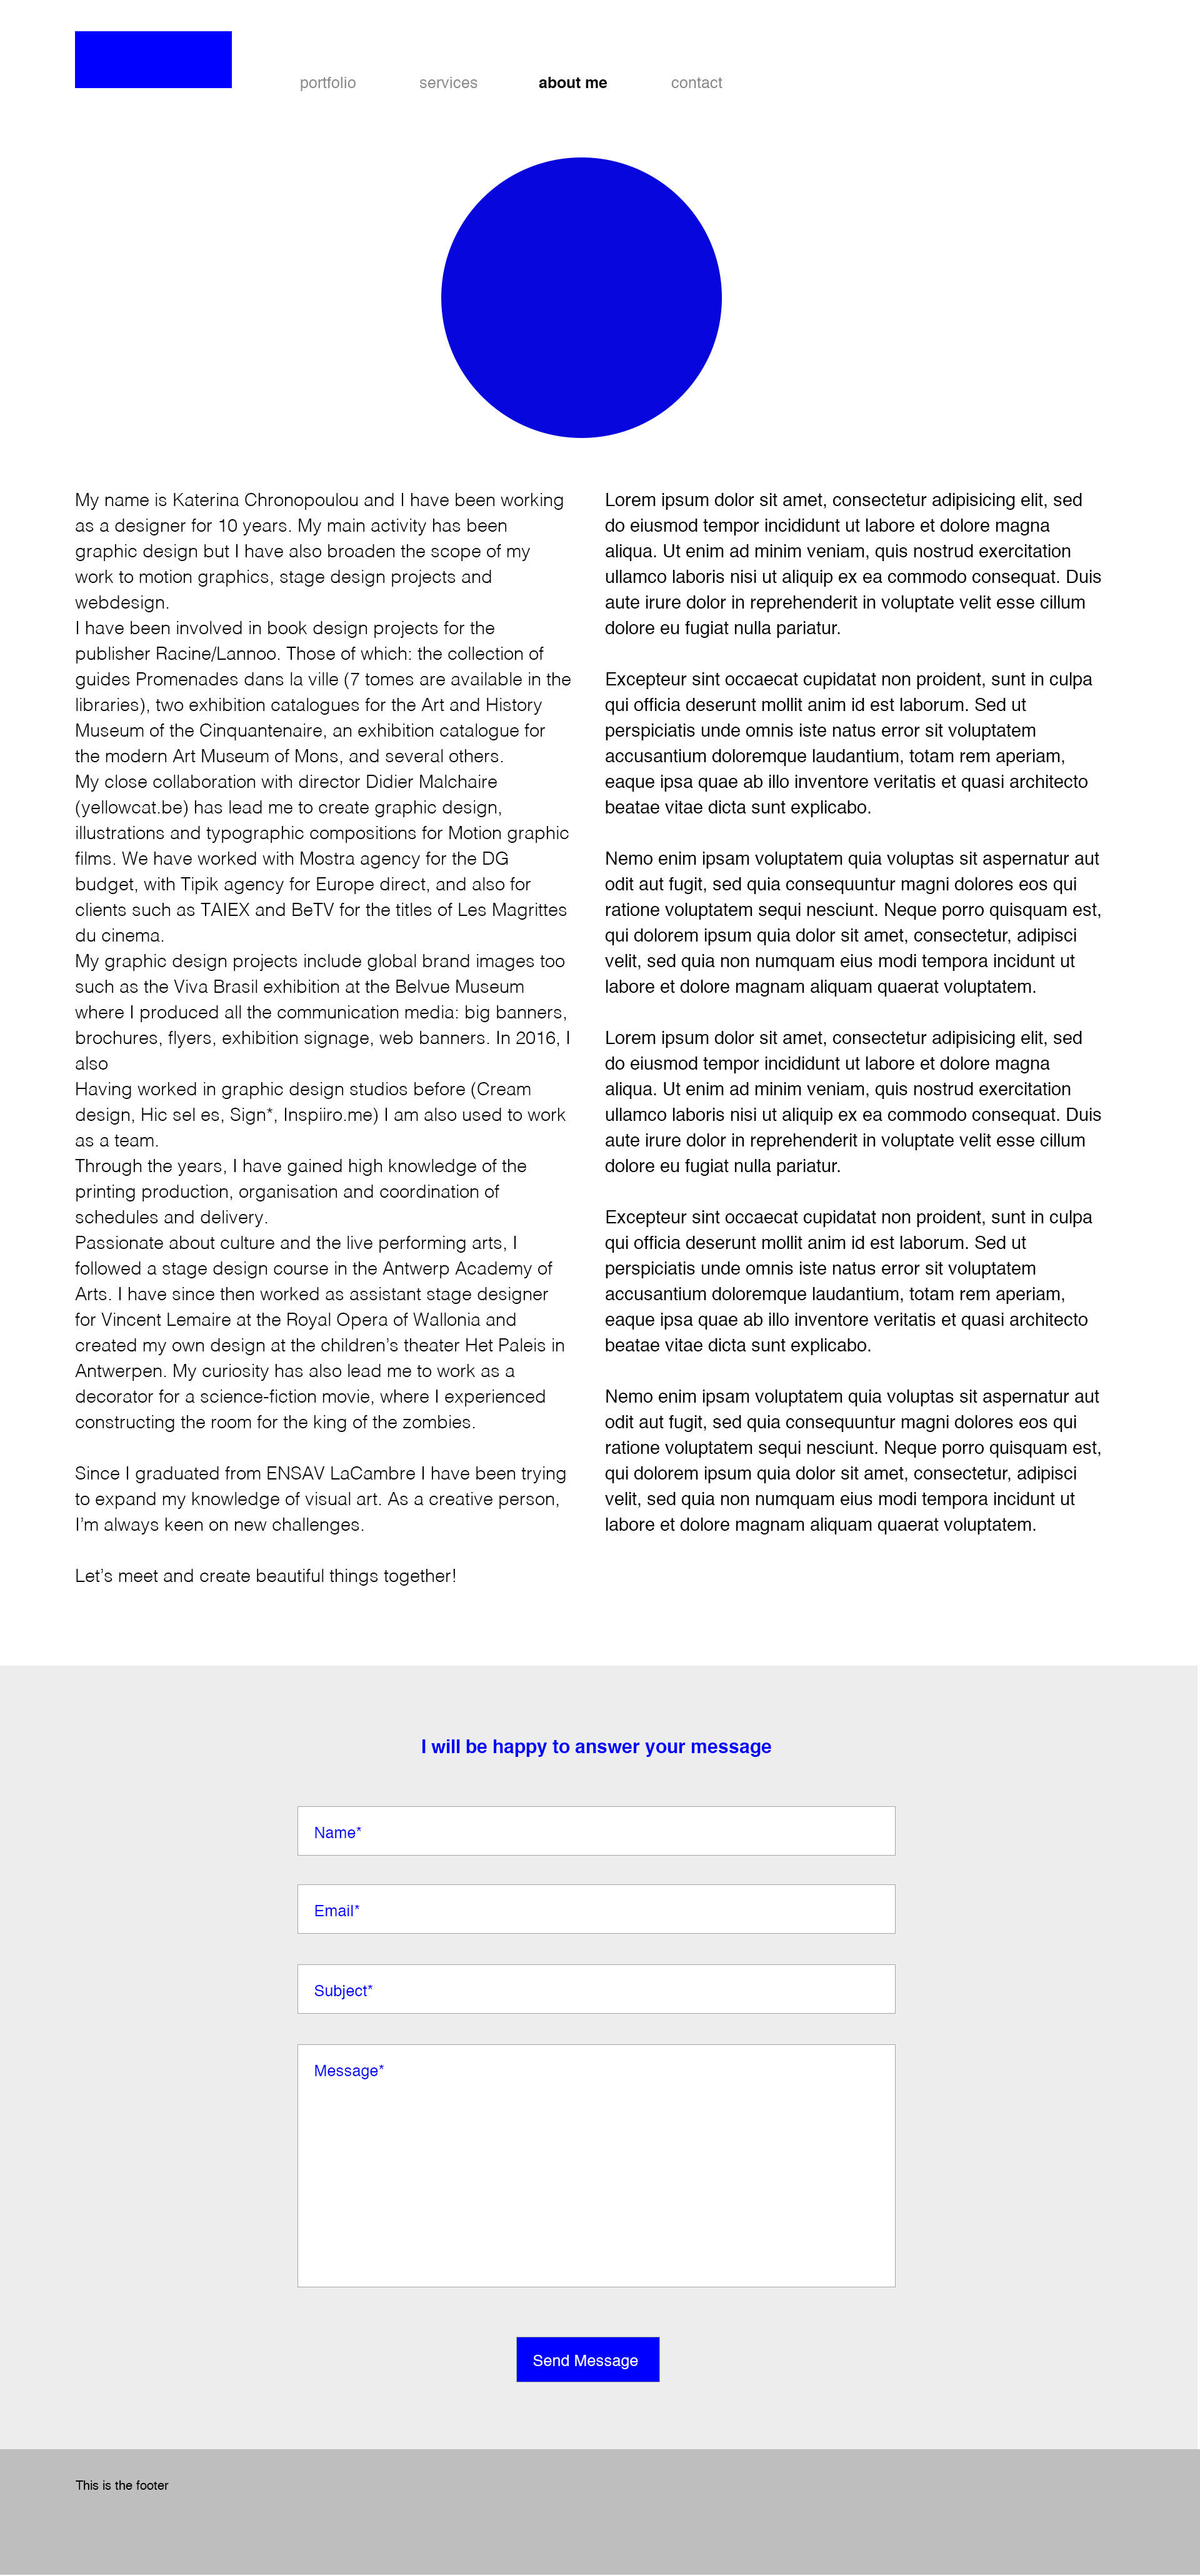 portfolio services about me contact
My name is Katerina Chronopoulou and I have been working
as a designer for 10 years. My main activity has been
graphic design but I have also broaden the scope of my
work to motion graphics, stage design projects and
webdesign.
I have been involved in book design projects for the
publisher Racine/Lannoo. Those of which: the collection of
guides Promenades dans la ville (7 tomes are available in the
libraries), two exhibition catalogues for the Art and History
Museum of the Cinquantenaire, an exhibition catalogue for
the modern Art Museum of Mons, and several others.
My close collaboration with director Didier Malchaire
(yellowcat.be) has lead me to create graphic design,
illustrations and typographic compositions for Motion graphic
films. We have worked with Mostra agency for the DG
budget, with Tipik agency for Europe direct, and also for
clients such as TAIEX and BeTV for the titles of Les Magrittes
du cinema.
My graphic design projects include global brand images too
such as the Viva Brasil exhibition at the Belvue Museum
where I produced all the communication media: big banners,
brochures, flyers, exhibition signage, web banners. In 2016, I
also
Having worked in graphic design studios before (Cream
design, Hic sel es, Sign*, Inspiiro.me) I am also used to work
as a team.
Through the years, I have gained high knowledge of the
printing production, organisation and coordination of
schedules and delivery.
Passionate about culture and the live performing arts, I
followed a stage design course in the Antwerp Academy of
Arts. I have since then worked as assistant stage designer
for Vincent Lemaire at the Royal Opera of Wallonia and
created my own design at the children’s theater Het Paleis in
Antwerpen. My curiosity has also lead me to work as a
decorator for a science-fiction movie, where I experienced
constructing the room for the king of the zombies.
Since I graduated from ENSAV LaCambre I have been trying
to expand my knowledge of visual art. As a creative person,
I’m always keen on new challenges.
Let’s meet and create beautiful things together!
Lorem ipsum dolor sit amet, consectetur adipisicing elit, sed
do eiusmod tempor incididunt ut labore et dolore magna
aliqua. Ut enim ad minim veniam, quis nostrud exercitation
ullamco laboris nisi ut aliquip ex ea commodo consequat. Duis
aute irure dolor in reprehenderit in voluptate velit esse cillum
dolore eu fugiat nulla pariatur.
Excepteur sint occaecat cupidatat non proident, sunt in culpa
qui officia deserunt mollit anim id est laborum. Sed ut
perspiciatis unde omnis iste natus error sit voluptatem
accusantium doloremque laudantium, totam rem aperiam,
eaque ipsa quae ab illo inventore veritatis et quasi architecto
beatae vitae dicta sunt explicabo.
Nemo enim ipsam voluptatem quia voluptas sit aspernatur aut
odit aut fugit, sed quia consequuntur magni dolores eos qui
ratione voluptatem sequi nesciunt. Neque porro quisquam est,
qui dolorem ipsum quia dolor sit amet, consectetur, adipisci
velit, sed quia non numquam eius modi tempora incidunt ut
labore et dolore magnam aliquam quaerat voluptatem.
Lorem ipsum dolor sit amet, consectetur adipisicing elit, sed
do eiusmod tempor incididunt ut labore et dolore magna
aliqua. Ut enim ad minim veniam, quis nostrud exercitation
ullamco laboris nisi ut aliquip ex ea commodo consequat. Duis
aute irure dolor in reprehenderit in voluptate velit esse cillum
dolore eu fugiat nulla pariatur.
Excepteur sint occaecat cupidatat non proident, sunt in culpa
qui officia deserunt mollit anim id est laborum. Sed ut
perspiciatis unde omnis iste natus error sit voluptatem
accusantium doloremque laudantium, totam rem aperiam,
eaque ipsa quae ab illo inventore veritatis et quasi architecto
beatae vitae dicta sunt explicabo.
Nemo enim ipsam voluptatem quia voluptas sit aspernatur aut
odit aut fugit, sed quia consequuntur magni dolores eos qui
ratione voluptatem sequi nesciunt. Neque porro quisquam est,
qui dolorem ipsum quia dolor sit amet, consectetur, adipisci
velit, sed quia non numquam eius modi tempora incidunt ut
labore et dolore magnam aliquam quaerat voluptatem.
I will be happy to answer your message
Name*
Email*
Subject*
Message*
Send Message
This is the footer